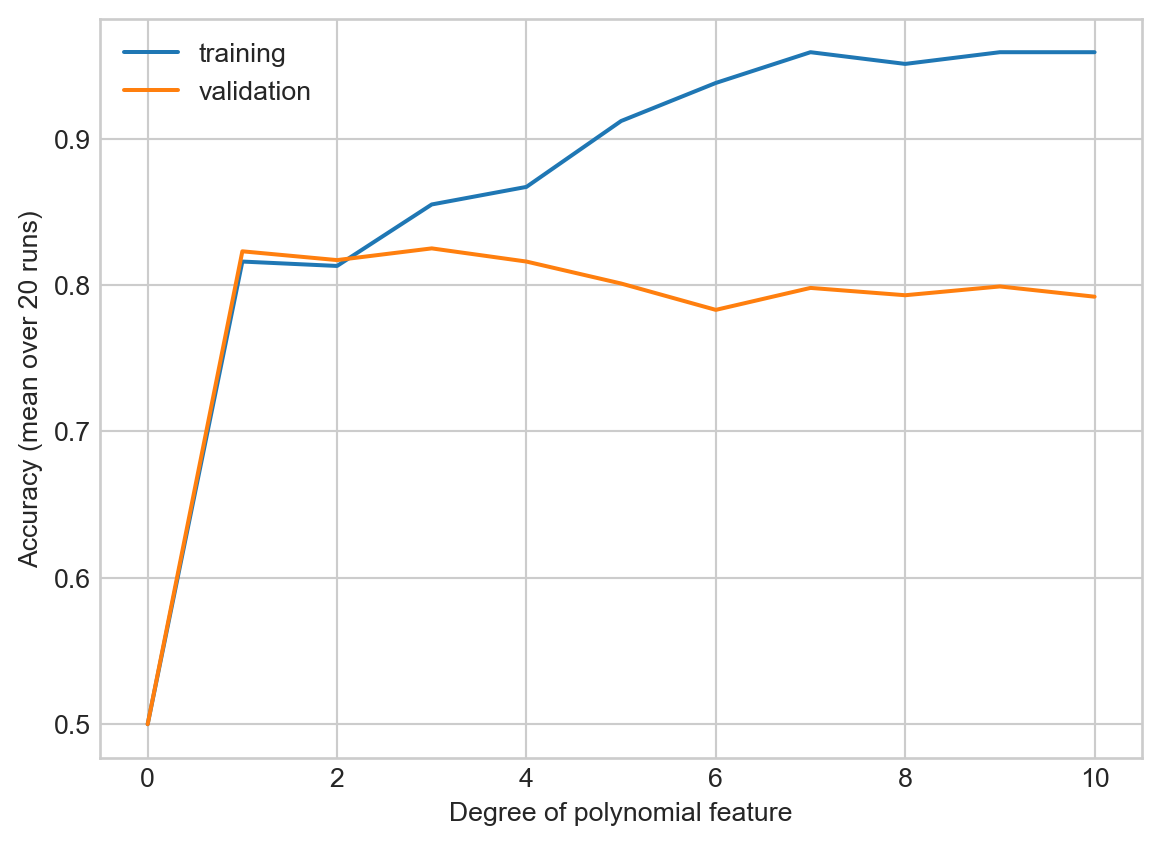 training
validation
0.9
0.8
0.7
0.6
0.5
Accuracy (mean over 20 runs)
0 2 4 6 8 10
Degree of polynomial feature